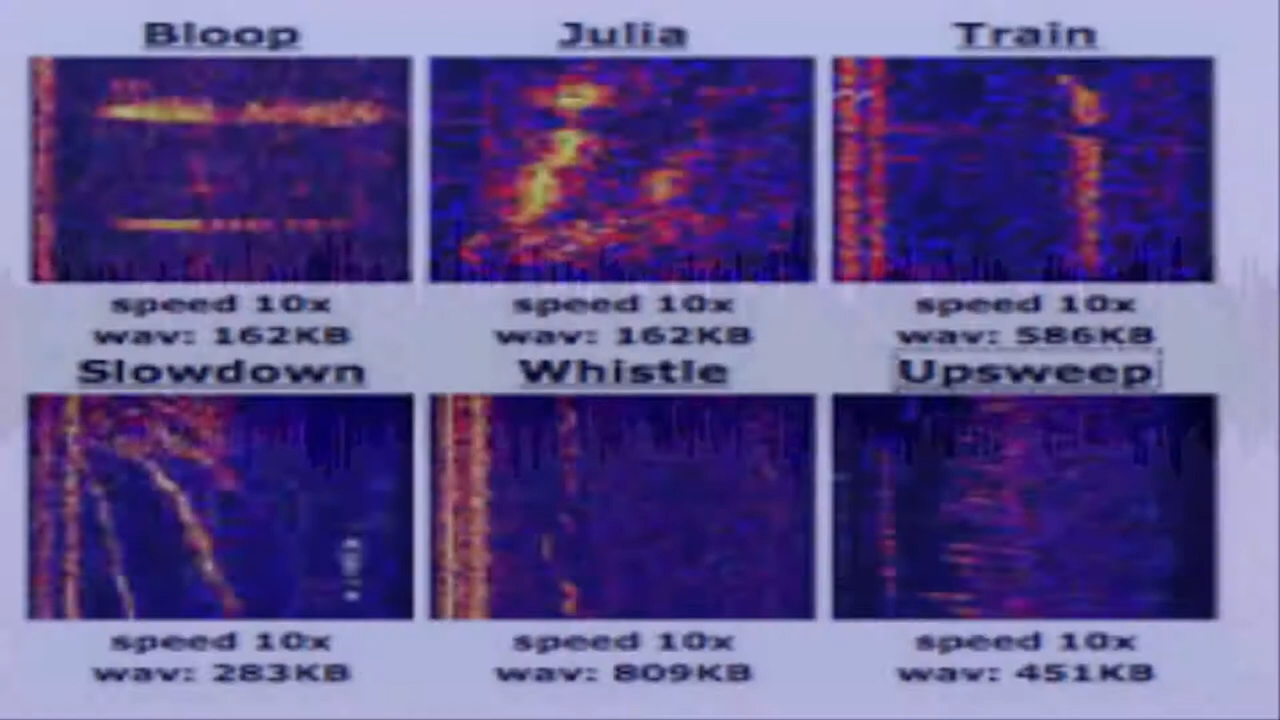 Bloop Julia Train
speed 10x speed 10x speed 10x
wav: 162KB wav: 162KB wav: 586KB
Slowdown Whistle Upsweep
speed 10x speed 10x speed 10x
wav: 283KB wav: 809KB wav: 451KB